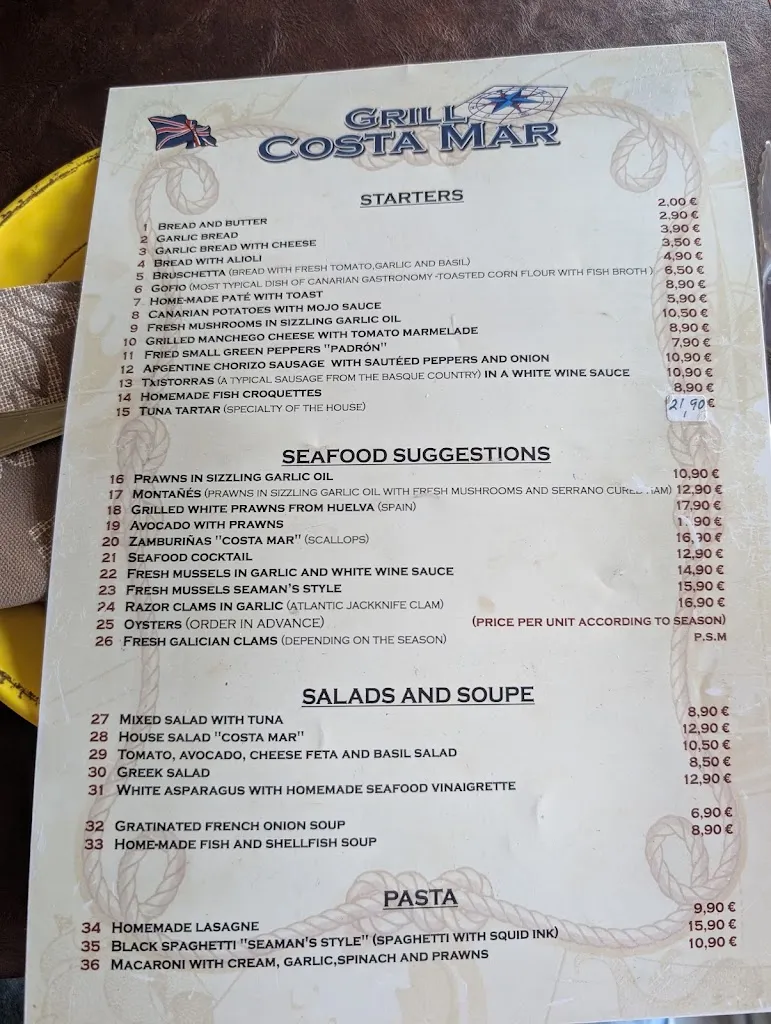 GRILL
COSTA MAR
STARTERS
1 BREAD AND BUTTER 2,00 €
2 GARLIC BREAD 2,90 €
3 GARLIC BREAD WITH CHEESE 3,90 €
4 BREAD WITH ALIOLI 3,50 €
5 BRUSCHETTA (BREAD WITH FRESH TOMATO,GARLIC AND BASIL) 4,90 €
6 GOFIO (MOST TYPICAL DISH OF CANARIAN GASTRONOMY -TOASTED CORN FLOUR WITH FISH BROTH ) 6,50 €
7 HOME-MADE PATÉ WITH TOAST 8,90 €
8 CANARIAN POTATOES WITH MOJO SAUCE 5,90 €
9 FRESH MUSHROOMS IN SIZZLING GARLIC OIL 10,50 €
10 GRILLED MANCHEGO CHEESE WITH TOMATO MARMELADE 8,90 €
11 FRIED SMALL GREEN PEPPERS "PADRÓN" 7,90 €
12 ARGENTINE CHORIZO SAUSAGE WITH SAUTÉED PEPPERS AND ONION 10,90 €
13 TXISTORRAS (A TYPICAL SAUSAGE FROM THE BASQUE COUNTRY) IN A WHITE WINE SAUCE 10,90 €
14 HOMEMADE FISH CROQUETTES 8,90 €
15 TUNA TARTAR (SPECIALTY OF THE HOUSE) 21,90 €
SEAFOOD SUGGESTIONS
16 PRAWNS IN SIZZLING GARLIC OIL 10,90 €
17 MONTAÑÉS (PRAWNS IN SIZZLING GARLIC OIL WITH FRESH MUSHROOMS AND SERRANO CURED HAM) 12,90 €
18 GRILLED WHITE PRAWNS FROM HUELVA (SPAIN) 17,90 €
19 AVOCADO WITH PRAWNS €
20 ZAMBURIÑAS "COSTA MAR" (SCALLOPS) 16,90 €
21 SEAFOOD COCKTAIL 12,90 €
22 FRESH MUSSELS IN GARLIC AND WHITE WINE SAUCE 14,90 €
23 FRESH MUSSELS SEAMAN'S STYLE 15,90 €
24 RAZOR CLAMS IN GARLIC (ATLANTIC JACKKNIFE CLAM) 16,90 €
25 OYSTERS (ORDER IN ADVANCE) (PRICE PER UNIT ACCORDING TO SEASON)
26 FRESH GALICIAN CLAMS (DEPENDING ON THE SEASON) P.S.M
SALADS AND SOUPE
27 MIXED SALAD WITH TUNA 8,90 €
28 HOUSE SALAD "COSTA MAR" 12,90 €
29 TOMATO, AVOCADO, CHEESE FETA AND BASIL SALAD 10,50 €
30 GREEK SALAD 8,50 €
31 WHITE ASPARAGUS WITH HOMEMADE SEAFOOD VINAIGRETTE 12,90 €
32 GRATINATED FRENCH ONION SOUP 6,90 €
33 HOME-MADE FISH AND SHELLFISH SOUP 8,90 €
PASTA
34 HOMEMADE LASAGNE 9,90 €
35 BLACK SPAGHETTI "SEAMAN'S STYLE" (SPAGHETTI WITH SQUID INK) 15,90 €
36 MACARONI WITH CREAM, GARLIC,SPINACH AND PRAWNS 10,90 €